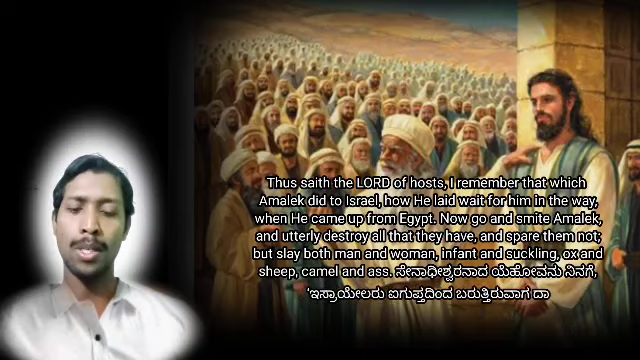 Thus saith the LORD of hosts, I remember that which
Amalek did to Israel, how He laid wait for him in the way,
when He came up from Egypt. Now go and smite Amalek,
and utterly destroy all that they have, and spare them not;
but slay both man and woman, infant and suckling, ox and
sheep, camel and ass. ಸೇನಾಧೀಶ್ವರನಾದ ಯೆಹೋವನು ನಿನಗೆ,
'ಇಸ್ರಾಯೇಲರು ಐಗುಪ್ತದಿಂದ ಬರುತ್ತಿರುವಾಗ ದಾ